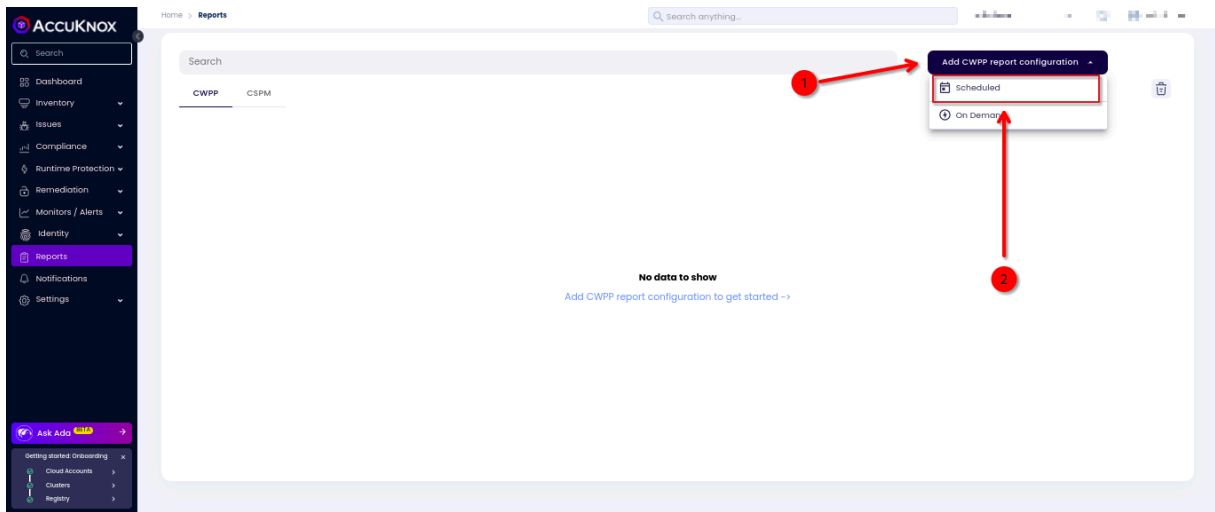 ACCUKNOX
Home > Reports
Search anything...
Search
Search
Add CWPP report configuration
Dashboard
Inventory
Issues
Compliance
Runtime Protection
Remediation
Monitors / Alerts
Identity
Reports
Notifications
Settings
CWPP CSPM
1
Scheduled
On Deman
2
No data to show
Add CWPP report configuration to get started ->
Ask Ada BETA
Getting started: Onboarding x
Cloud Accounts
Clusters
Registry